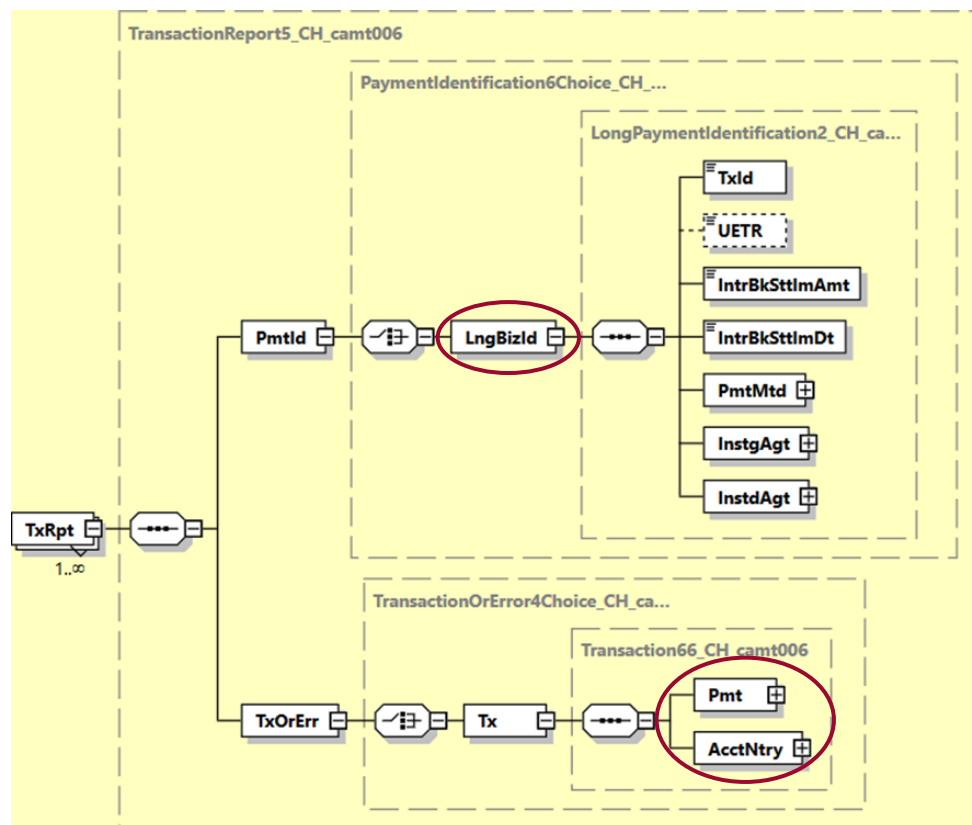 TransactionReport5_CH_camt006
PaymentIdentification6Choice_CH_...
LongPaymentIdentification2_CH_ca...
TxId
UETR
IntrBkSttlmAmt
PmtId
LngBizId
IntrBkSttlmDt
PmtMtd
InstgAgt
InstdAgt
TxRpt
1..∞
TransactionOrError4Choice_CH_ca...
Transaction66_CH_camt006
Pmt
TxOrErr
Tx
AcctNtry